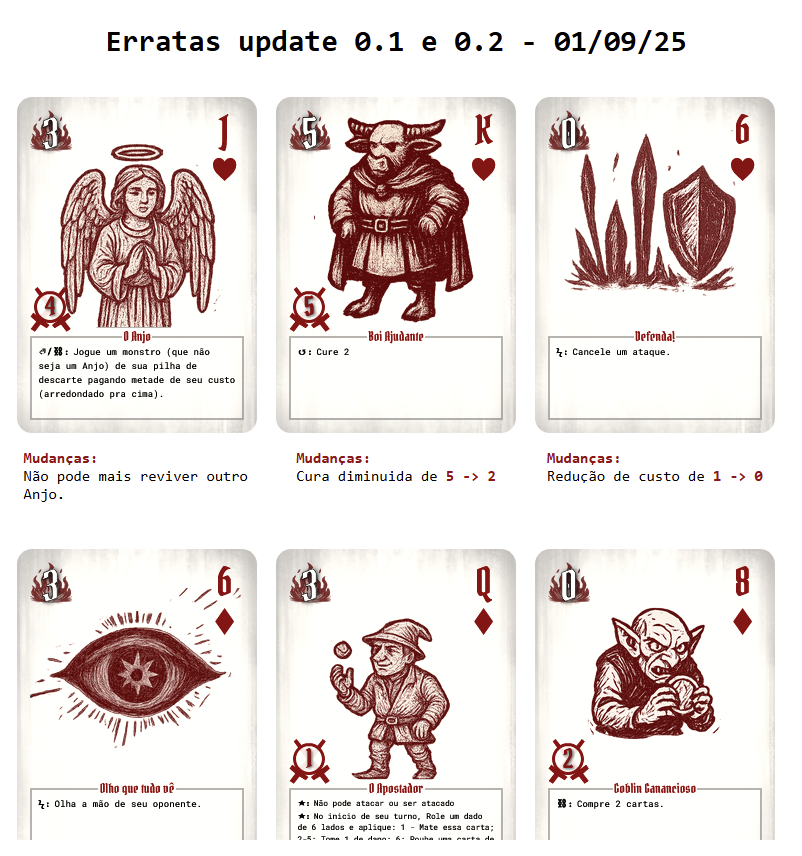 Erratas update 0.1 e 0.2 - 01/09/25
3 J
4
O Anjo
/ : Jogue um monstro (que não
seja um Anjo) de sua pilha de
descarte pagando metade de seu custo
(arredondado pra cima).
Mudanças:
Não pode mais reviver outro
Anjo.
5 K
5
Boi Ajudante
: Cure 2
Mudanças:
Cura diminuida de 5 -> 2
0 6
Defenda!
: Cancele um ataque.
Mudanças:
Redução de custo de 1 -> 0
3 6
Olho que tudo vê
: Olha a mão de seu oponente.
3 Q
1
O Apostador
★: Não pode atacar ou ser atacado
★: No inicio de seu turno, Role um dado
de 6 lados e aplique: 1 - Mate essa carta;
2-5: Tome 1 de dano; 6: Roube uma carta de
0 8
2
Goblin Ganancioso
: Compre 2 cartas.